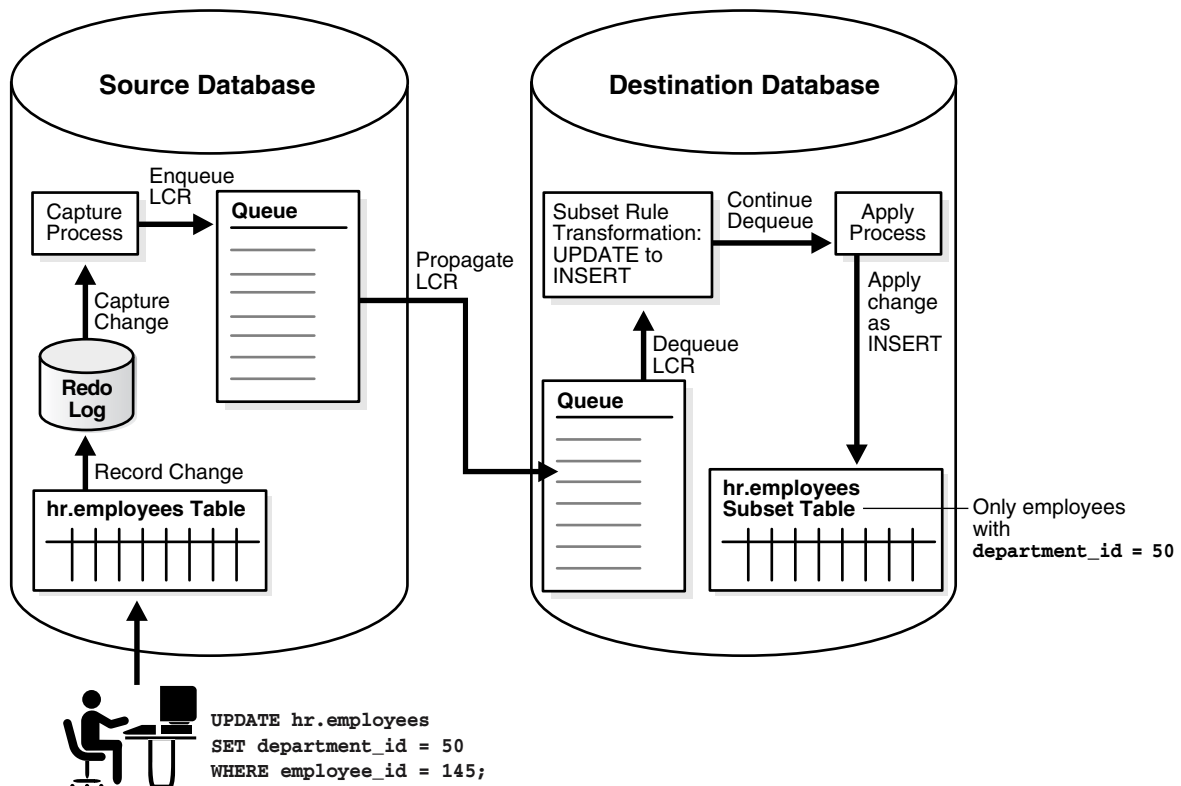 Source Database
Destination Database
Enqueue
LCR
Capture
Process
Queue
Capture
Change
Redo
Log
Record Change
hr.employees Table
Propagate
LCR
Subset Rule
Transformation:
UPDATE to
INSERT
Continue
Dequeue
Apply
Process
Dequeue
LCR
Apply
change
as
INSERT
Queue
hr.employees
Subset Table
Only employees
with
department_id = 50
UPDATE hr.employees
SET department_id = 50
WHERE employee_id = 145;